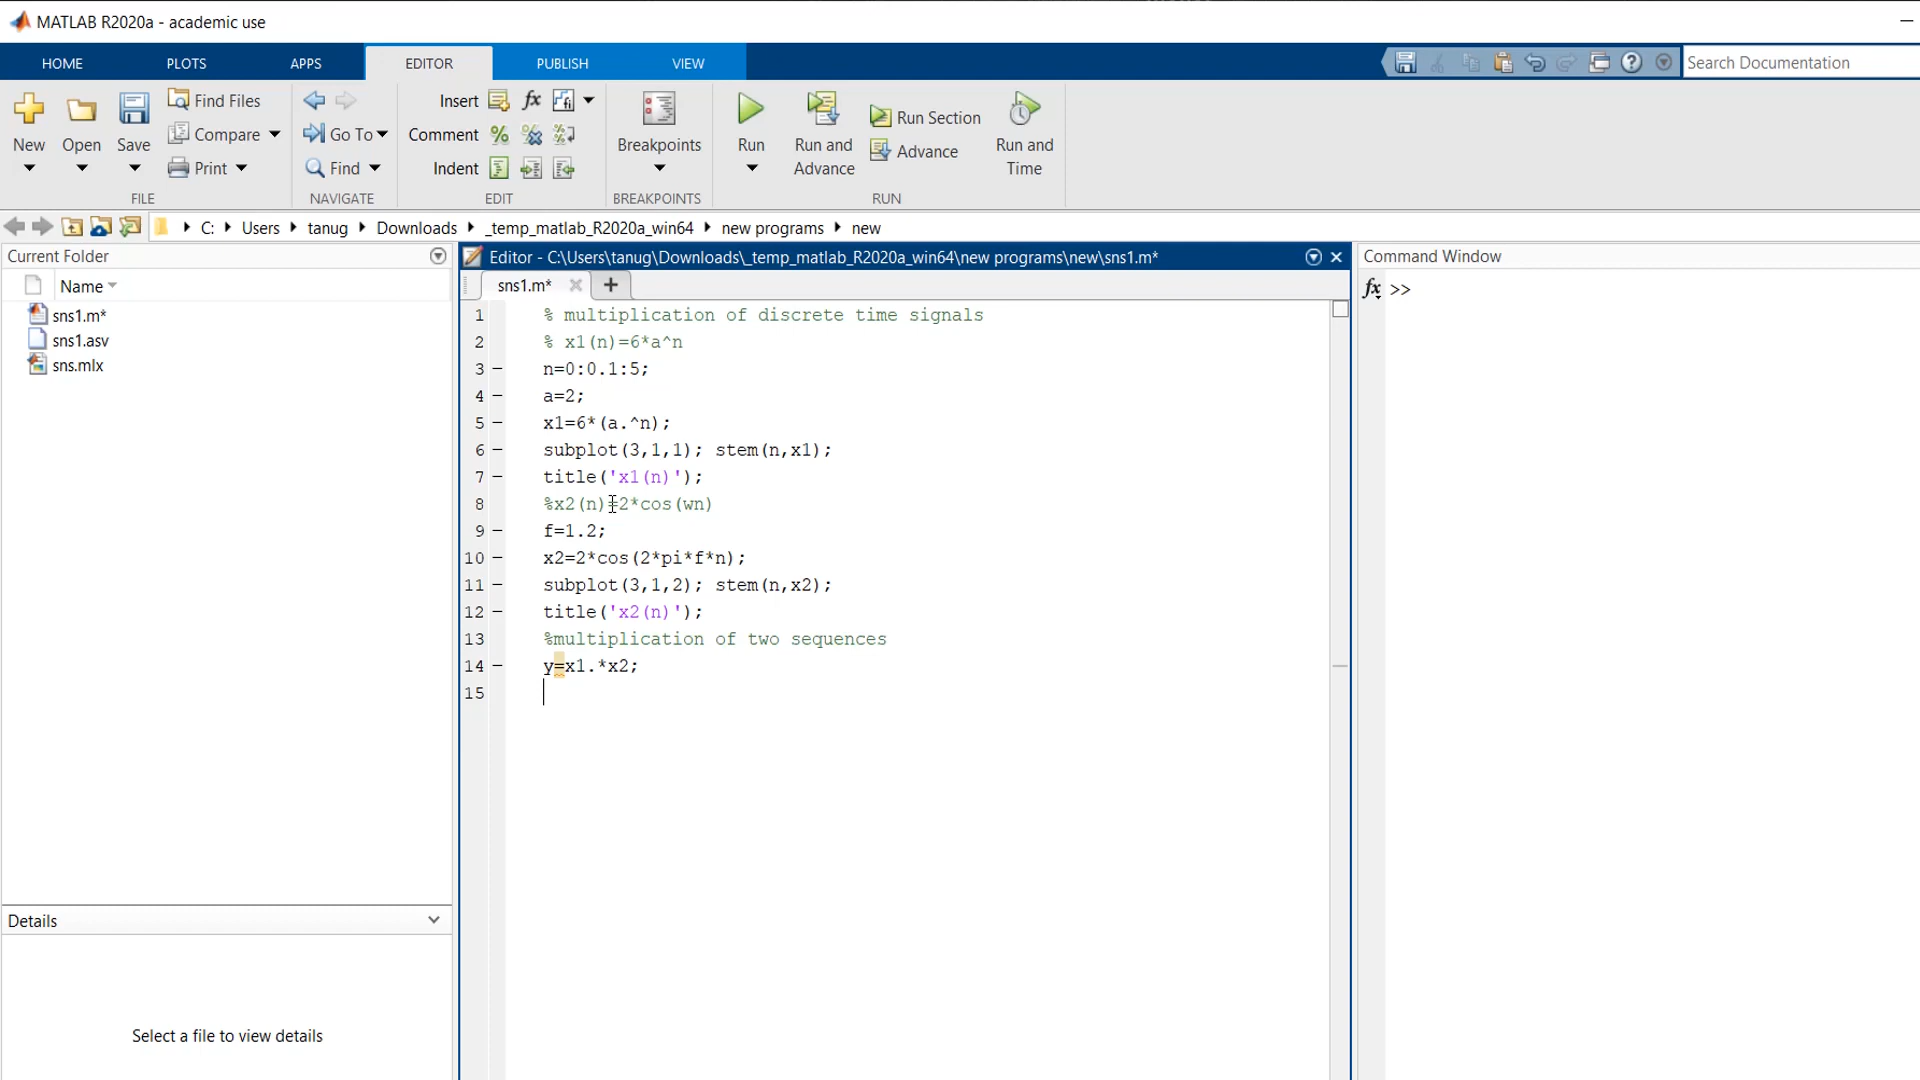 MATLAB R2020a - academic use
HOME PLOTS APPS EDITOR PUBLISH VIEW Search Documentation
New Open Save Find Files Compare Print
FILE
Go To Find
NAVIGATE
Insert fx
Comment % %
Indent
EDIT
Breakpoints
BREAKPOINTS
Run Run and Advance Run Section Advance Run and Time
RUN
C: Users tanug Downloads _temp_matlab_R2020a_win64 new programs new
Current Folder
Name
sns1.m*
sns1.asv
sns.mlx
Details
Select a file to view details
Editor - C:\Users\tanug\Downloads\_temp_matlab_R2020a_win64\new programs\new\sns1.m*
sns1.m* +
1 % multiplication of discrete time signals
2 % x1(n)=6*a^n
3 – n=0:0.1:5;
4 – a=2;
5 – x1=6*(a.^n);
6 – subplot(3,1,1); stem(n,x1);
7 – title('x1(n)');
8 %x2(n)=2*cos(wn)
9 – f=1.2;
10 – x2=2*cos(2*pi*f*n);
11 – subplot(3,1,2); stem(n,x2);
12 – title('x2(n)');
13 %multiplication of two sequences
14 – y=x1.*x2;
15
Command Window
fx >>